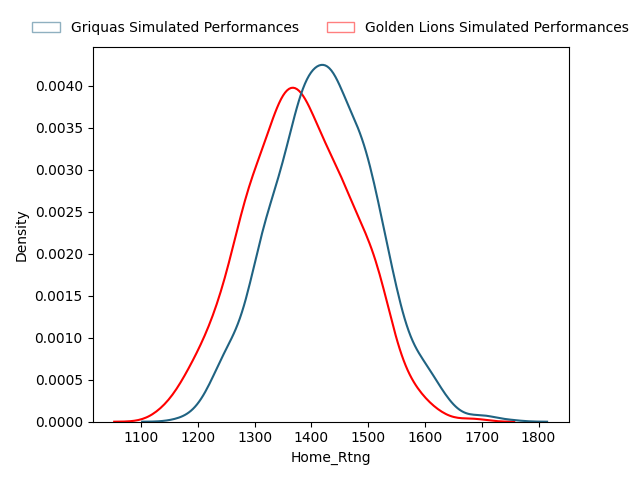 Griquas Simulated Performances
Golden Lions Simulated Performances
0.0040
0.0035
0.0030
0.0025
0.0020
0.0015
0.0010
0.0005
0.0000
Density
1100 1200 1300 1400 1500 1600 1700 1800
Home_Rtng